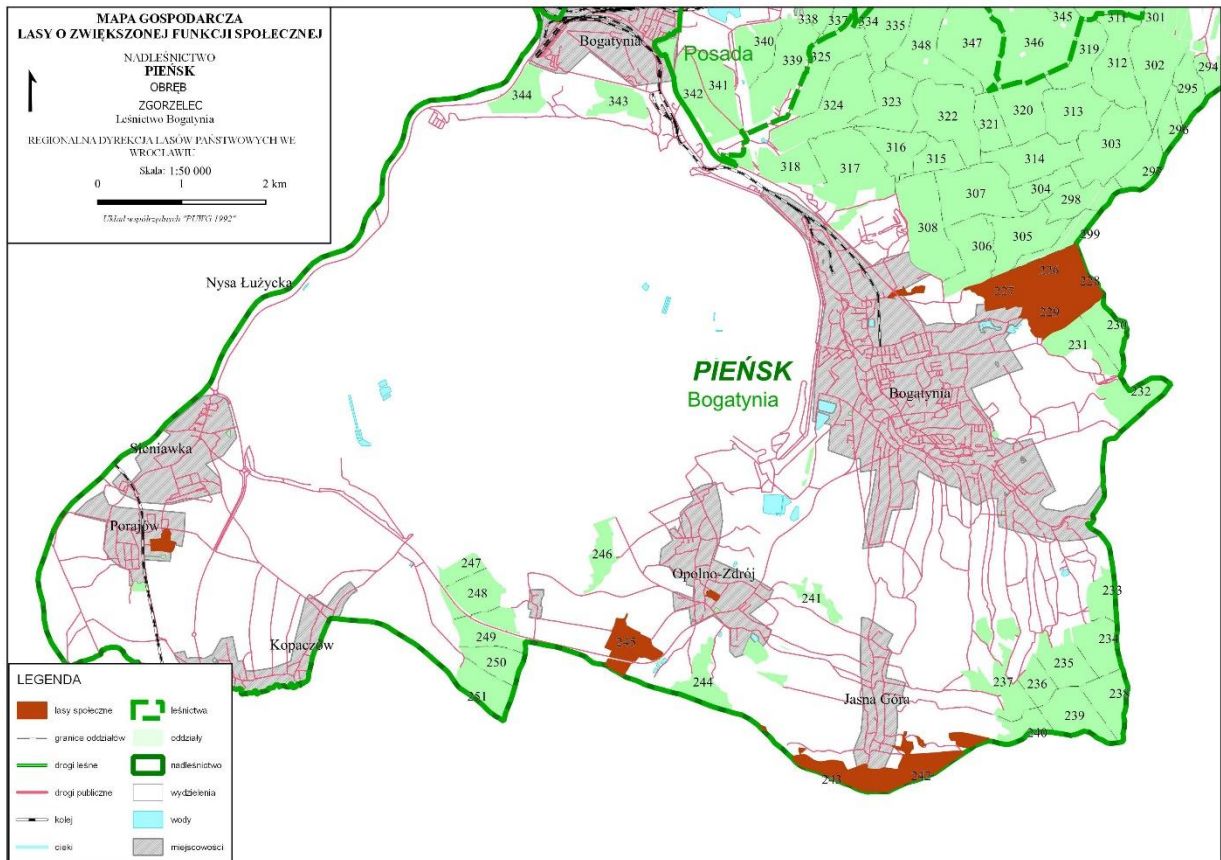 MAPA GOSPODARCZA
LASY O ZWIĘKSZONEJ FUNKCJI SPOŁECZNEJ
NADLEŚNICTWO
PIEŃSK
OBRĘB
ZGORZELEC
Leśnictwo Bogatynia
REGIONALNA DYREKCJA LASÓW PAŃSTWOWYCH WE
WROCŁAWIU
Skala: 1:50 000
0 1 2 km
Układ współrzędnych "PUWG 1992"
Bogatynia
Posada
338 337 334 335 345 311 301
340 339 325 348 347 346 319 312 302 294
344 343 342 341 324 323 322 321 320 313 295
296
318 317 316 315 314 303
307 304 298 297
308 306 305 299
Nysa Łużycka
226 228
227 229 230
231
232
PIEŃSK
Bogatynia
Bogatynia
Sieniawka
Porajów
246
247
248
249
250
251
Opolno-Zdrój
241
233
234
245
Kopaczów
244
235
237 236 238
239
240
Jasna Góra
243 242
LEGENDA
lasy społeczne leśnictwa
granice oddziałów oddziały
drogi leśne nadleśnictwo
drogi publiczne wydzielenia
kolej wody
cieki miejscowości